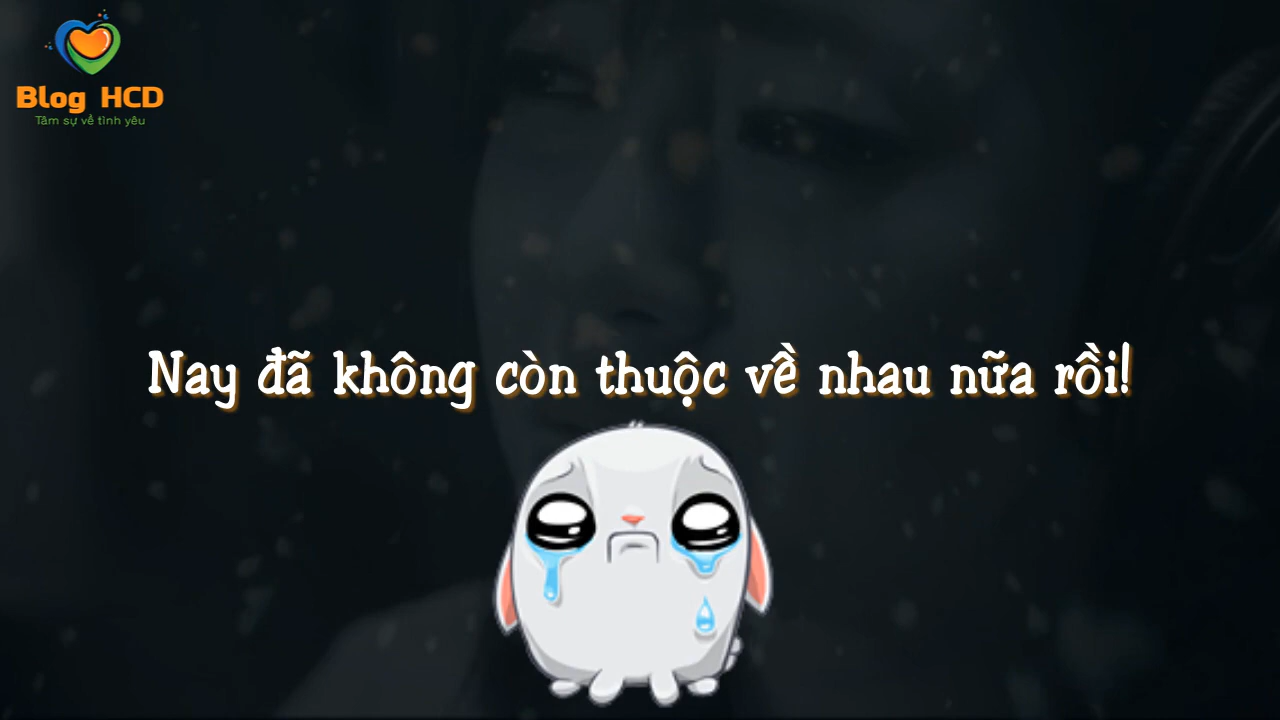 Blog HCD
Tâm sự về tình yêu
Nay đã không còn thuộc về nhau nữa rồi!